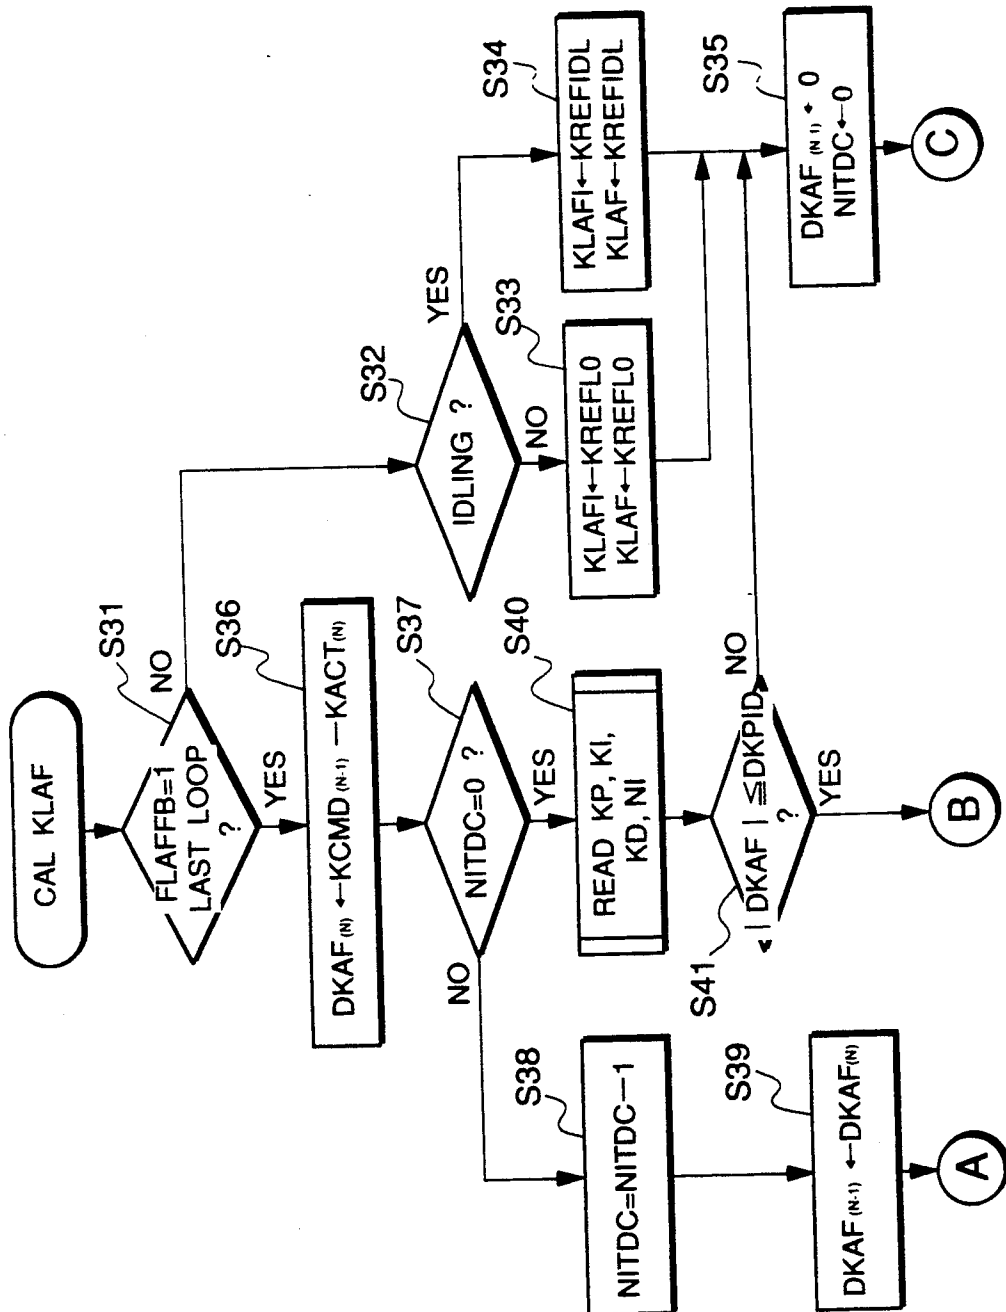 CAL KLAF
S31
FLAFFB=1
LAST LOOP
?
NO
YES
S32
IDLING ?
YES
NO
S33
KLAFI←KREFL0
KLAF←KREFL0
S34
KLAFI←KREFIDL
KLAF←KREFIDL
S35
DKAF (N-1) ← 0
NITDC←0
C
S36
DKAF(N) ←KCMD(N-1) —KACT(N)
S37
NITDC=0 ?
NO
YES
S38
NITDC=NITDC—1
S39
DKAF(N-1) ←DKAF(N)
A
S40
READ KP, KI,
KD, NI
S41
| DKAF | ≦DKPID
?
NO
YES
B